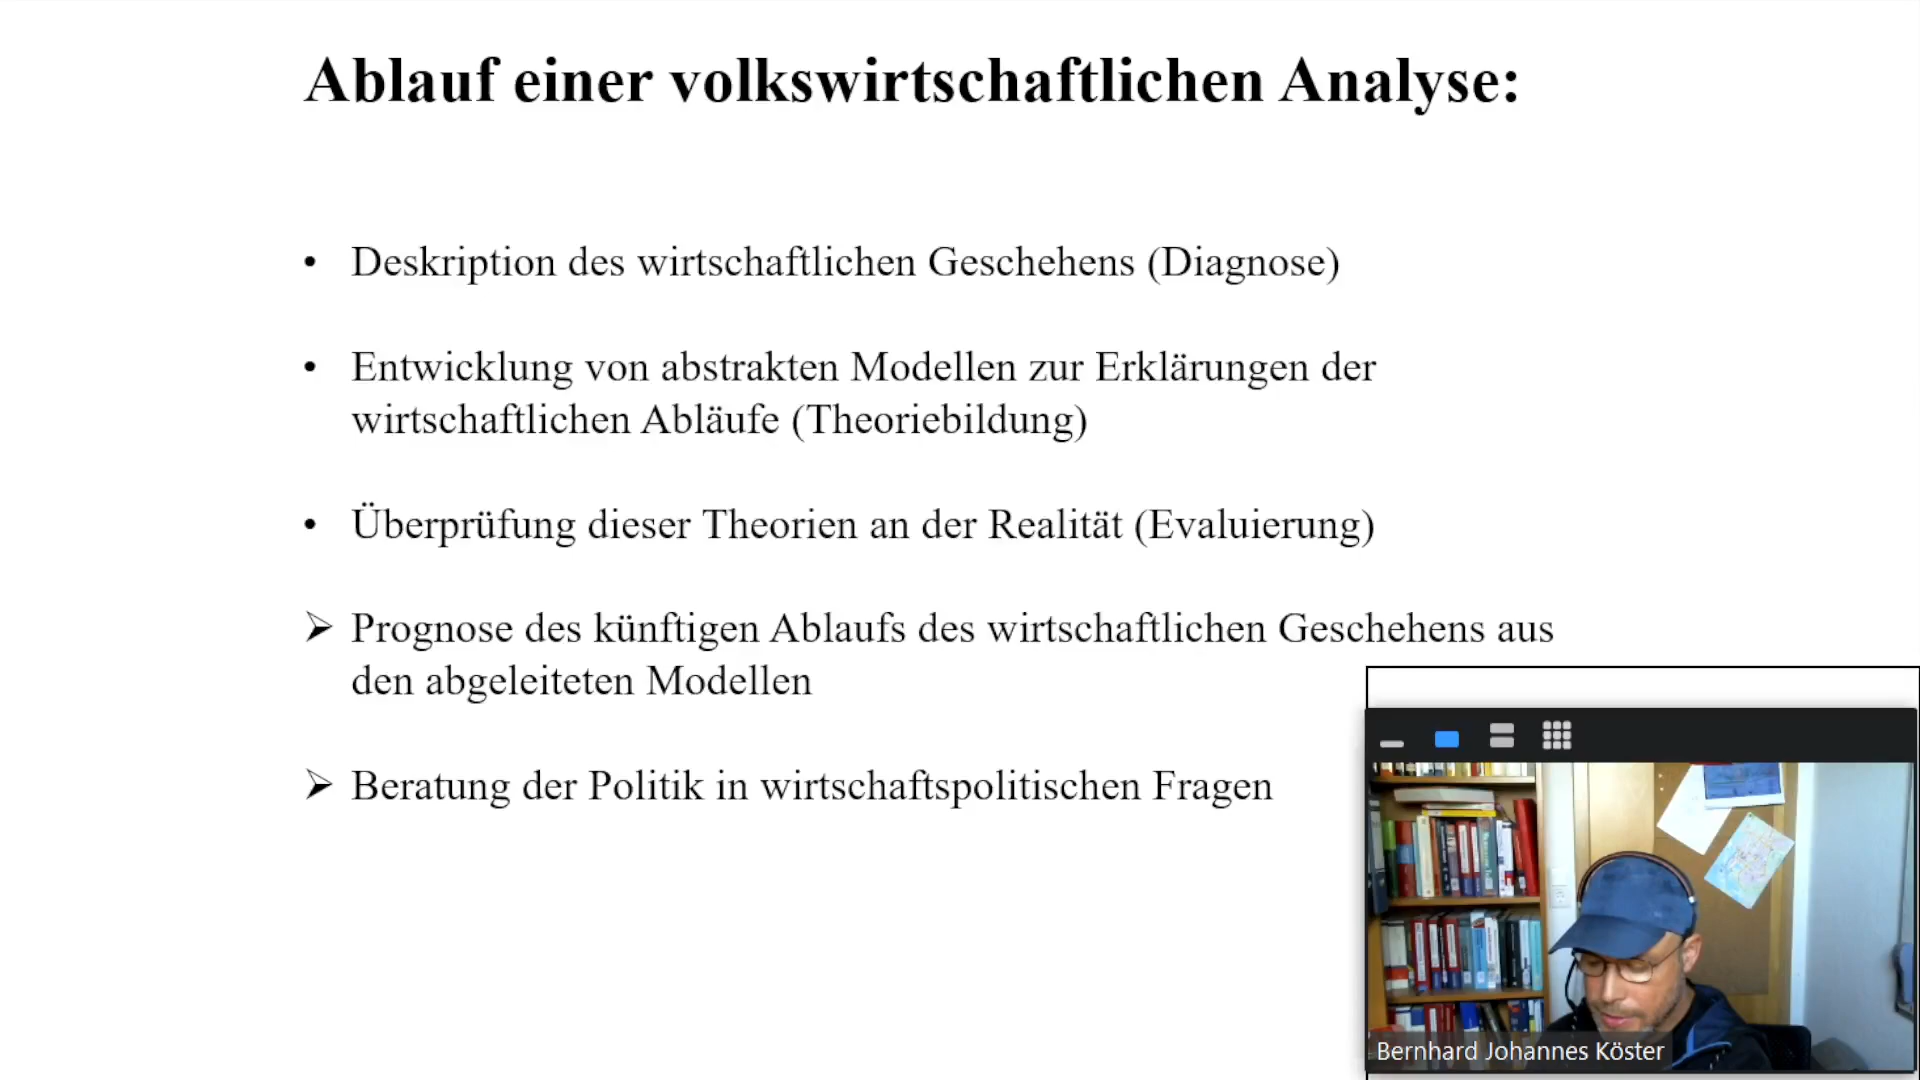 Ablauf einer volkswirtschaftlichen Analyse:
• Deskription des wirtschaftlichen Geschehens (Diagnose)
• Entwicklung von abstrakten Modellen zur Erklärungen der
wirtschaftlichen Abläufe (Theoriebildung)
• Überprüfung dieser Theorien an der Realität (Evaluierung)
➢ Prognose des künftigen Ablaufs des wirtschaftlichen Geschehens aus
den abgeleiteten Modellen
➢ Beratung der Politik in wirtschaftspolitischen Fragen
Bernhard Johannes Köster